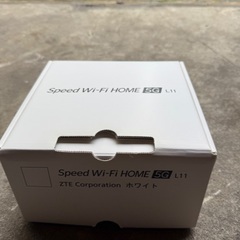 Speed Wi-Fi HOME 5G L11
Speed Wi-Fi HOME 5G L11
ZTE Corporation ホワイト